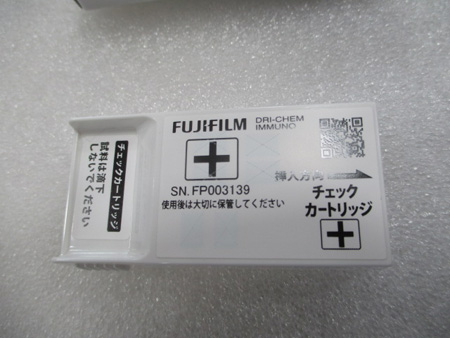 FUJIFILM
DRI-CHEM
IMMUNO
SN.FP003139
使用後は大切に保管してください
挿入方向
チェック
カートリッジ
チェックカートリッジ
試料は滴下
しないでください